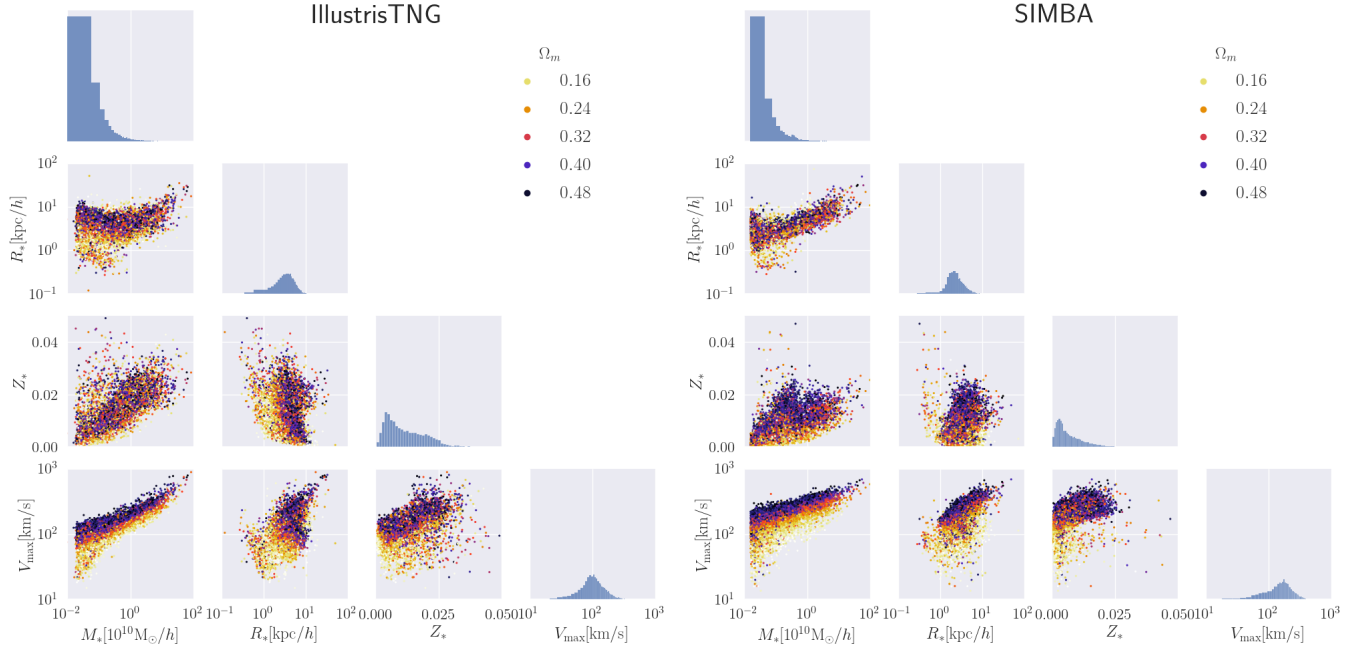 IllustrisTNG
Ω_m
0.16
0.24
0.32
0.40
0.48
10^2
10^1
10^0
10^−1
R_*[kpc/h]
0.04
0.02
0.00
Z_*
10^3
10^2
10^1
V_max[km/s]
10^−2 10^0 10^2
M_*[10^10 M_⊙/h]
10^−1 10^0 10^1 10^2
R_*[kpc/h]
0.000 0.025 0.050
Z_*
10^1 10^2 10^3
V_max[km/s]
SIMBA
Ω_m
0.16
0.24
0.32
0.40
0.48
10^2
10^1
10^0
10^−1
R_*[kpc/h]
0.04
0.02
0.00
Z_*
10^3
10^2
10^1
V_max[km/s]
10^−2 10^0 10^2
M_*[10^10 M_⊙/h]
10^−1 10^0 10^1 10^2
R_*[kpc/h]
0.000 0.025 0.050
Z_*
10^1 10^2 10^3
V_max[km/s]